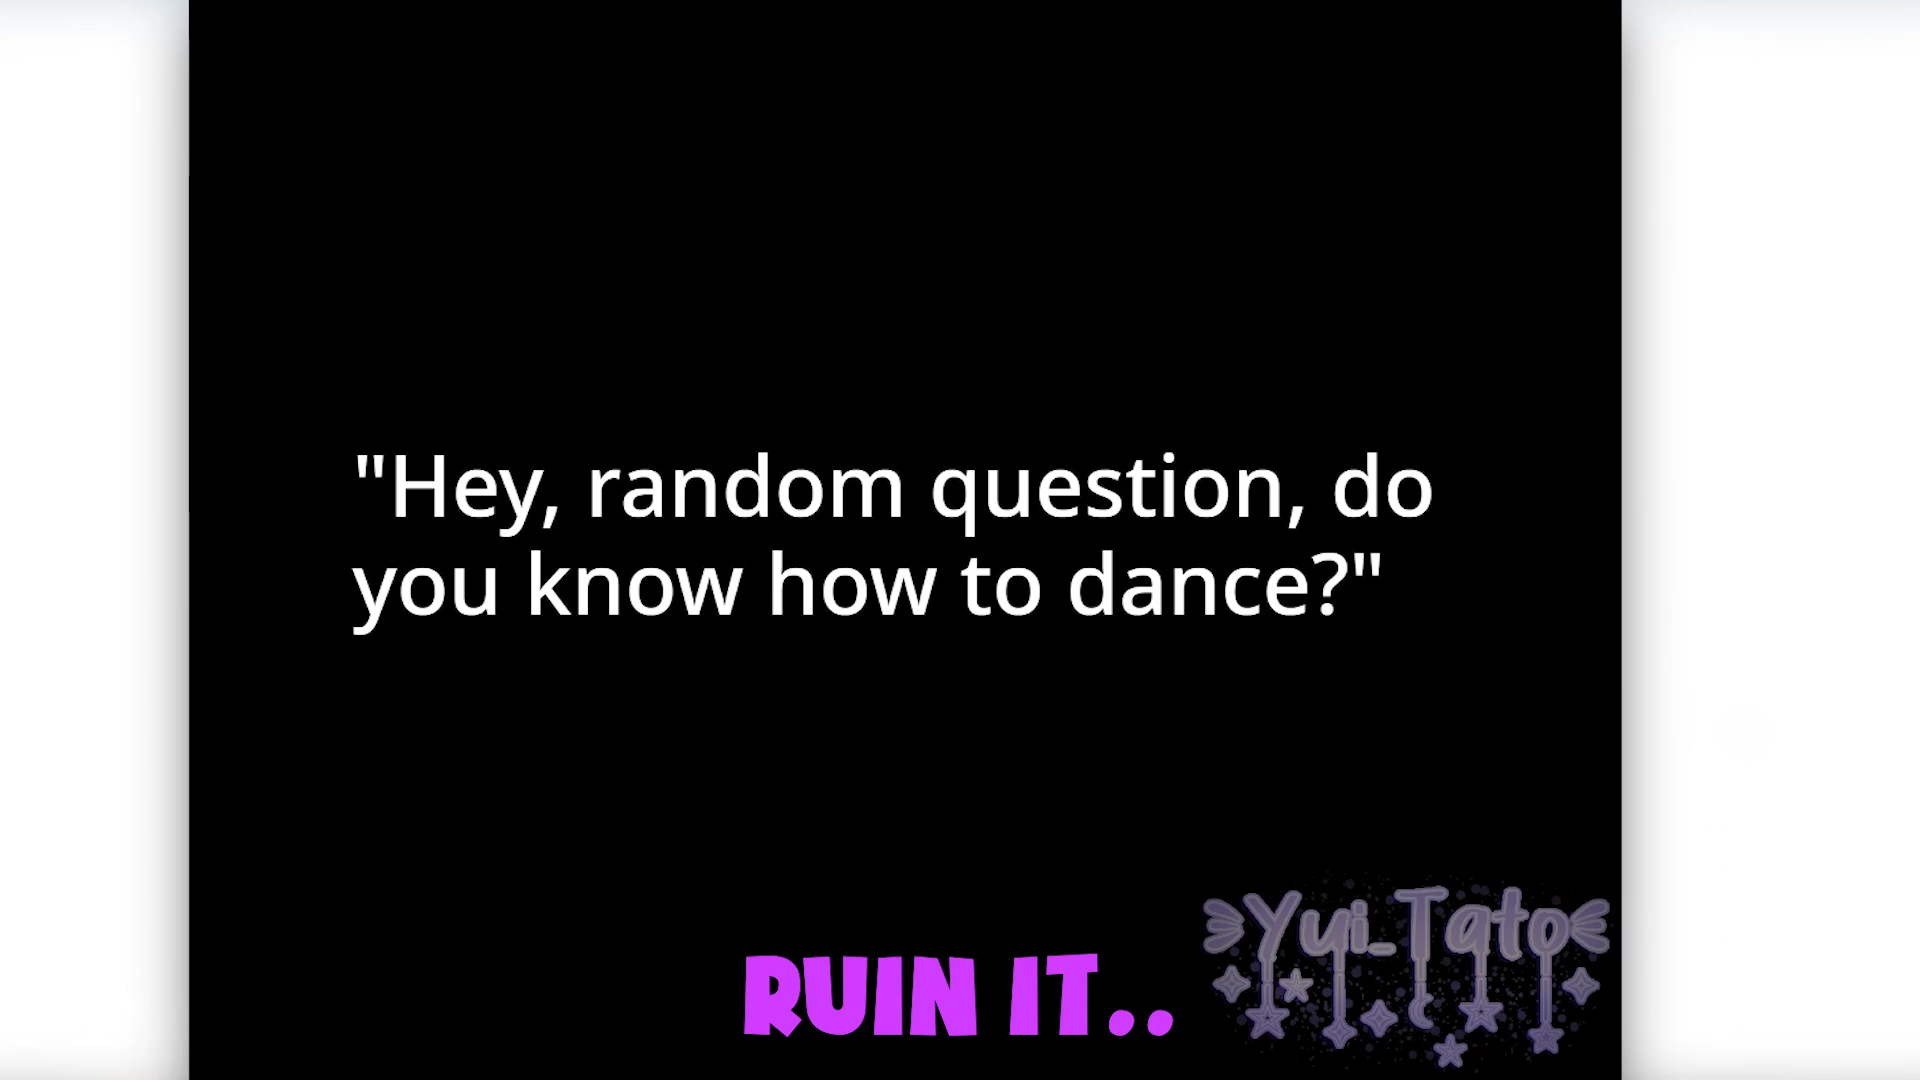 "Hey, random question, do
you know how to dance?"
RUIN IT..
Yui_Tato